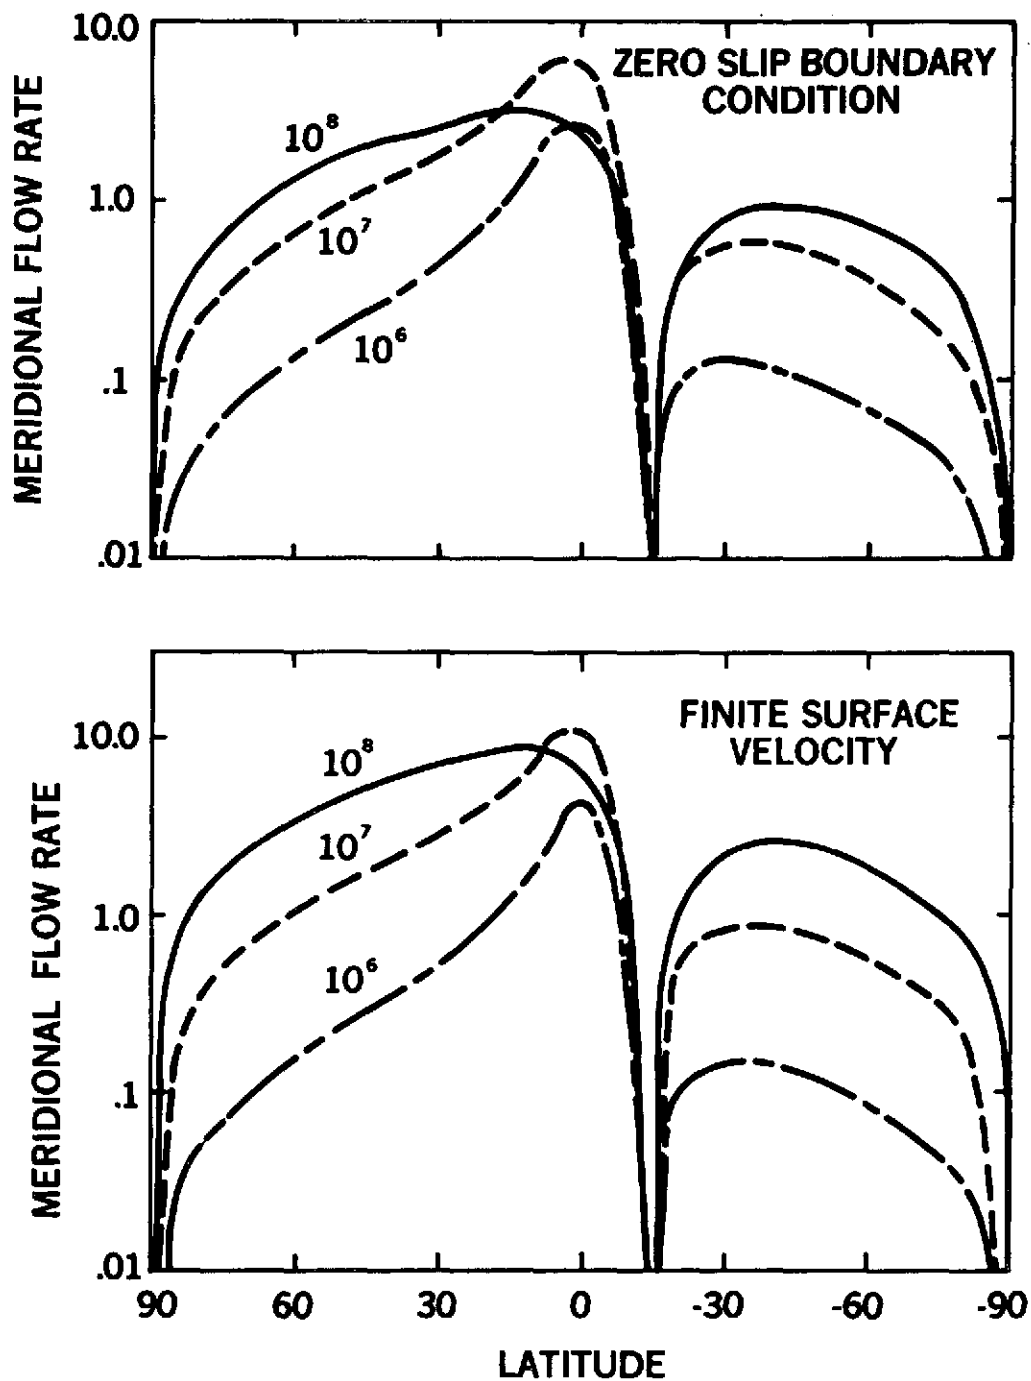 10.0
ZERO SLIP BOUNDARY
CONDITION
10⁸
1.0
10⁷
10⁶
.1
.01
MERIDIONAL FLOW RATE
FINITE SURFACE
VELOCITY
10.0
10⁸
10⁷
1.0
10⁶
.1
.01
MERIDIONAL FLOW RATE
90 60 30 0 -30 -60 -90
LATITUDE